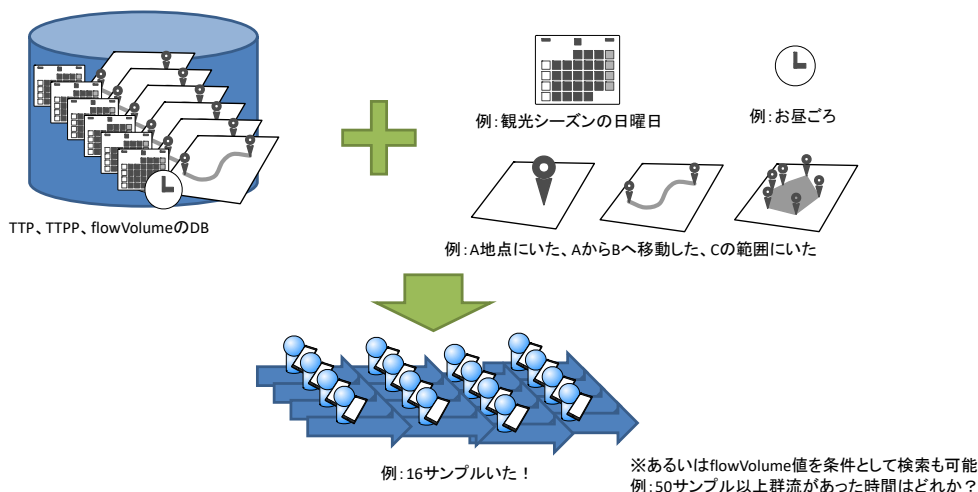 例：観光シーズンの日曜日
例：お昼ごろ
TTP、TTPP、flowVolumeのDB
例：A地点にいた、AからBへ移動した、Cの範囲にいた
例：16サンプルいた！
※あるいはflowVolume値を条件として検索も可能
例：50サンプル以上群流があった時間はどれか？